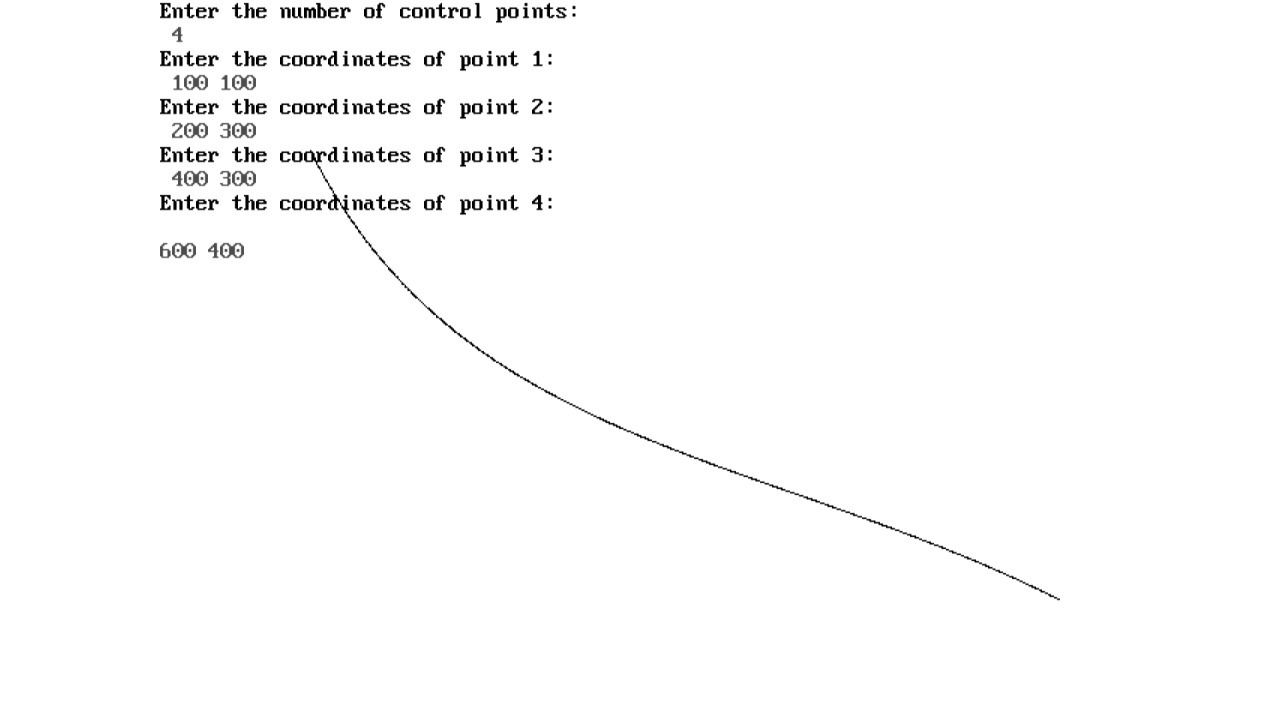 Enter the number of control points:
4
Enter the coordinates of point 1:
100 100
Enter the coordinates of point 2:
200 300
Enter the coordinates of point 3:
400 300
Enter the coordinates of point 4:
600 400